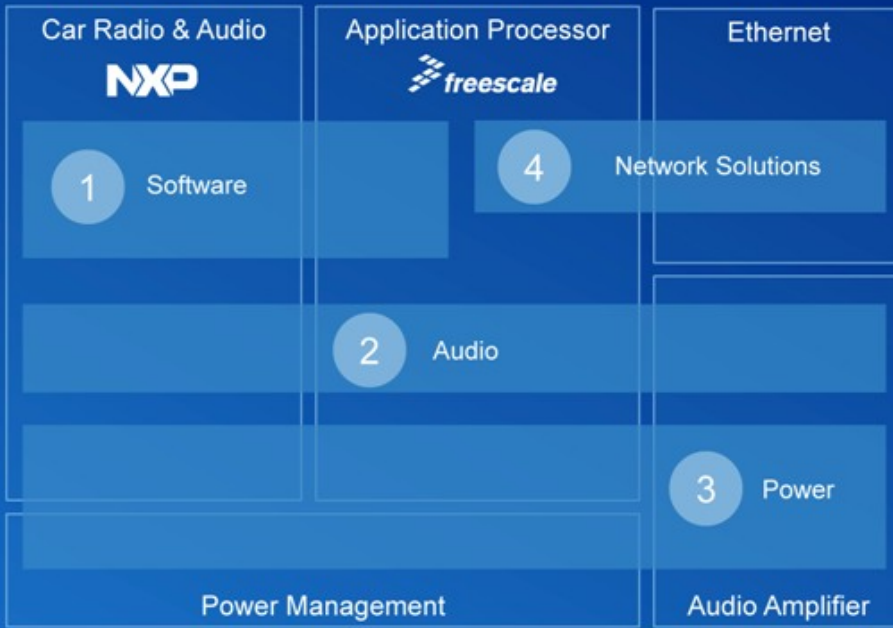 Car Radio & Audio
NXP
Application Processor
freescale
Ethernet
1 Software
4 Network Solutions
2 Audio
3 Power
Power Management
Audio Amplifier